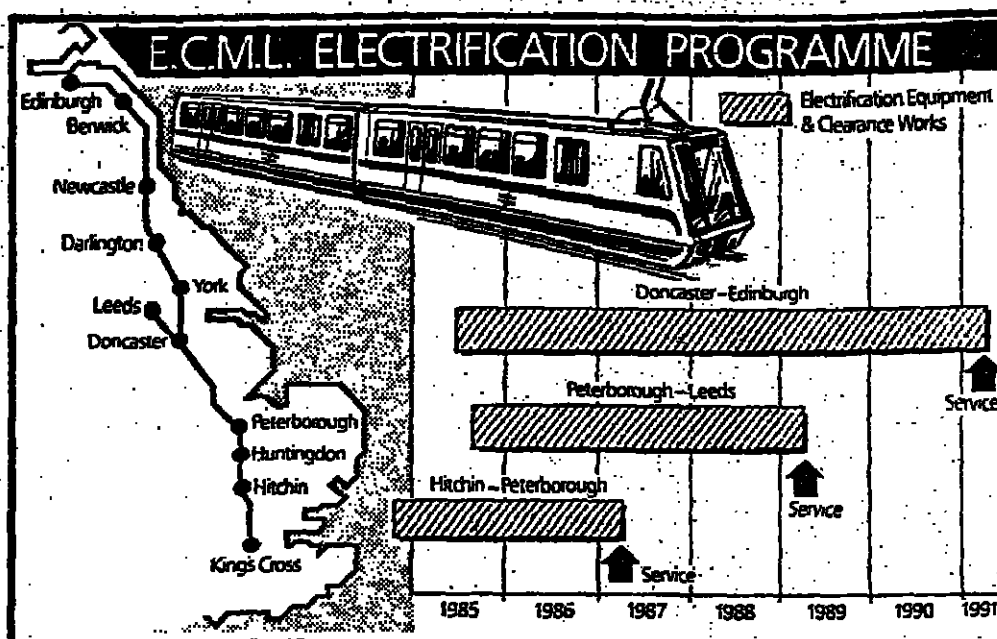 E.C.M.L. ELECTRIFICATION PROGRAMME
Electrification Equipment
& Clearance Works
Edinburgh
Berwick
Newcastle
Darlington
York
Leeds
Doncaster
Peterborough
Huntingdon
Hitchin
King's Cross
Doncaster–Edinburgh
Service
Peterborough–Leeds
Service
Hitchin–Peterborough
Service
1985 1986 1987 1988 1989 1990 1991